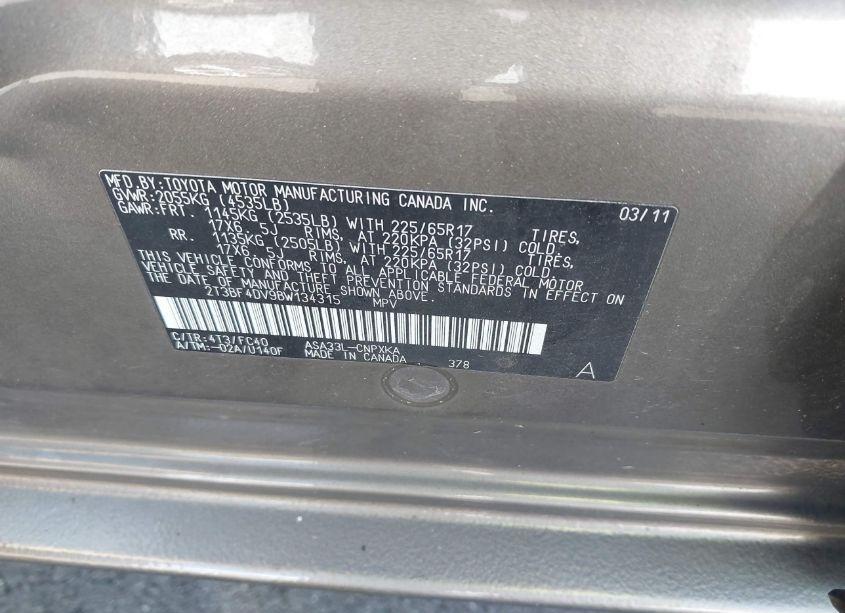 MFD.BY:TOYOTA MOTOR MANUFACTURING CANADA INC. 03/11
GVWR:2055KG (4535LB)
GAWR:FRT. 1145KG (2535LB) WITH 225/65R17 TIRES,
17X6.5J RIMS, AT 220KPA (32PSI) COLD.
RR. 1135KG (2505LB) WITH 225/65R17 TIRES,
17X6.5J RIMS, AT 220KPA (32PSI) COLD.
THIS VEHICLE CONFORMS TO ALL APPLICABLE FEDERAL MOTOR
VEHICLE SAFETY AND THEFT PREVENTION STANDARDS IN EFFECT ON
THE DATE OF MANUFACTURE SHOWN ABOVE.
2T3BF4DV9BW134315 MPV
C/TR:4T3/FC40 ASA33L-CNPXKA
A/TM:-02A/U140F MADE IN CANADA 378 A